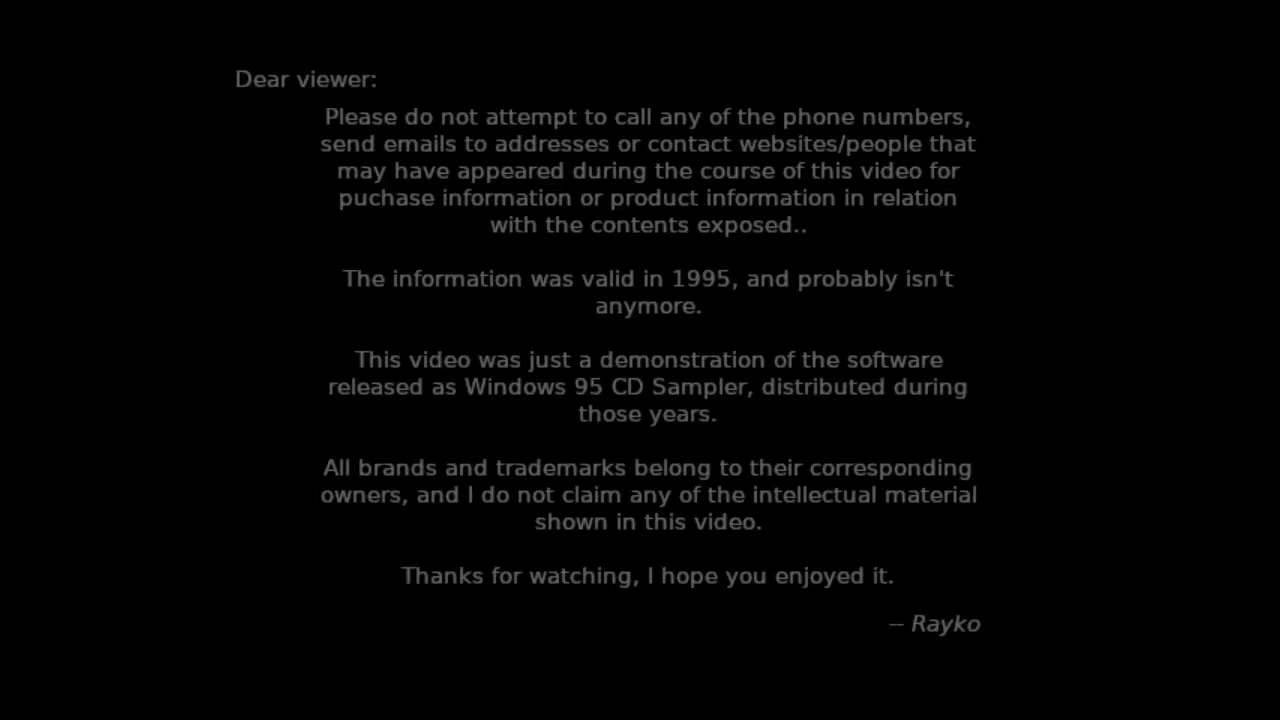 Dear viewer:
Please do not attempt to call any of the phone numbers,
send emails to addresses or contact websites/people that
may have appeared during the course of this video for
puchase information or product information in relation
with the contents exposed..
The information was valid in 1995, and probably isn't
anymore.
This video was just a demonstration of the software
released as Windows 95 CD Sampler, distributed during
those years.
All brands and trademarks belong to their corresponding
owners, and I do not claim any of the intellectual material
shown in this video.
Thanks for watching, I hope you enjoyed it.
-- Rayko